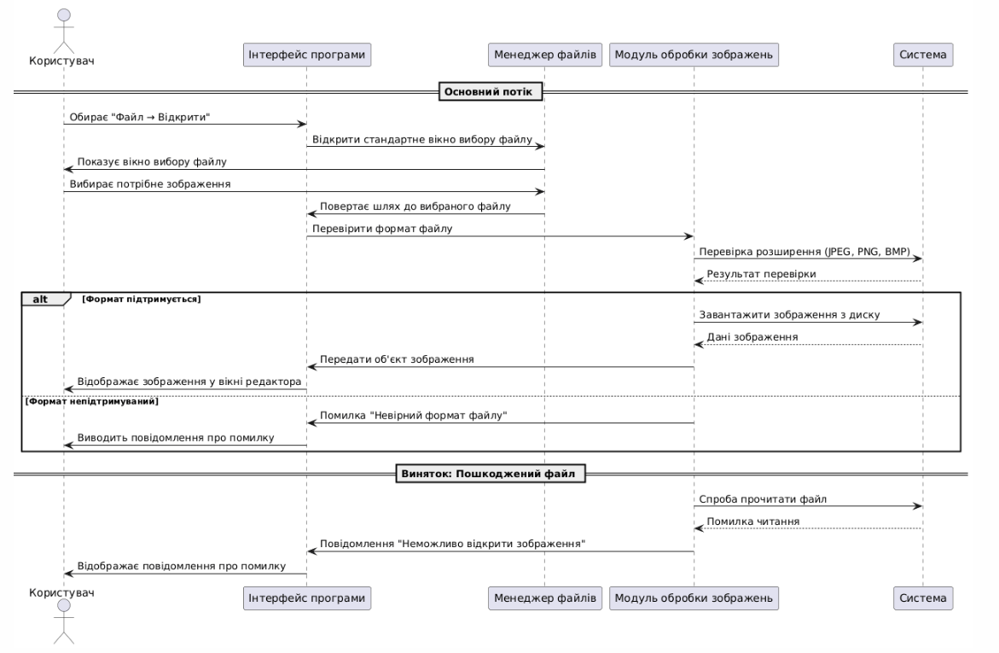 Користувач
Інтерфейс програми
Менеджер файлів
Модуль обробки зображень
Система
Основний потік
Обирає "Файл → Відкрити"
Відкрити стандартне вікно вибору файлу
Показує вікно вибору файлу
Вибирає потрібне зображення
Повертає шлях до вибраного файлу
Перевірити формат файлу
Перевірка розширення (JPEG, PNG, BMP)
Результат перевірки
alt [Формат підтримується]
Завантажити зображення з диску
Дані зображення
Передати об'єкт зображення
Відображає зображення у вікні редактора
[Формат непідтримуваний]
Помилка "Невірний формат файлу"
Виводить повідомлення про помилку
Виняток: Пошкоджений файл
Спроба прочитати файл
Помилка читання
Повідомлення "Неможливо відкрити зображення"
Відображає повідомлення про помилку
Користувач
Інтерфейс програми
Менеджер файлів
Модуль обробки зображень
Система